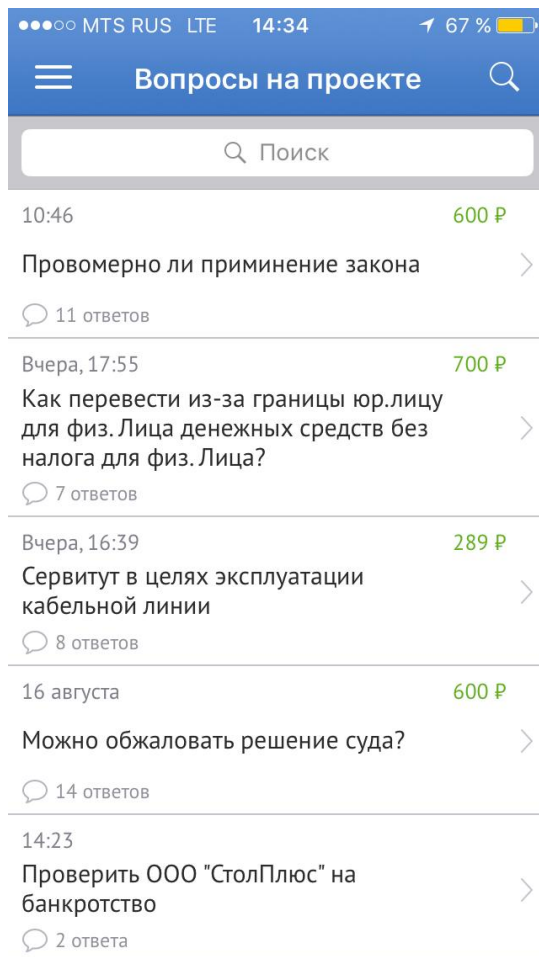 MTS RUS LTE 14:34 67 %
Вопросы на проекте
Поиск
10:46 600 ₽
Провомерно ли приминение закона
11 ответов
Вчера, 17:55 700 ₽
Как перевести из-за границы юр.лицу
для физ. Лица денежных средств без
налога для физ. Лица?
7 ответов
Вчера, 16:39 289 ₽
Сервитут в целях эксплуатации
кабельной линии
8 ответов
16 августа 600 ₽
Можно обжаловать решение суда?
14 ответов
14:23
Проверить ООО "СтолПлюс" на
банкротство
2 ответа